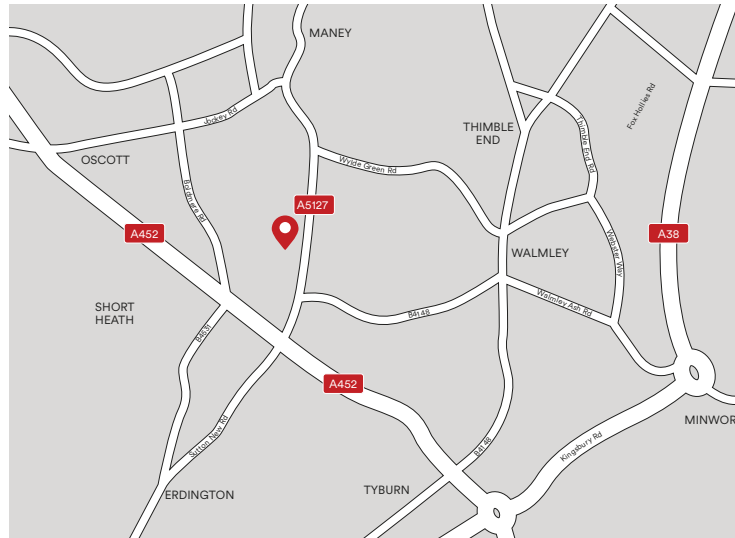 MANEY
Fox Hollies Rd
Jockey Rd
THIMBLE
END
Thimble End Rd
OSCOTT
Wylde Green Rd
Boldmere Rd
A5127
A452
A38
Webster Way
WALMLEY
SHORT
HEATH
Walmley Ash Rd
B4148
B4531
A452
MINWOR
Sutton New Rd
Kingsbury Rd
B4148
TYBURN
ERDINGTON